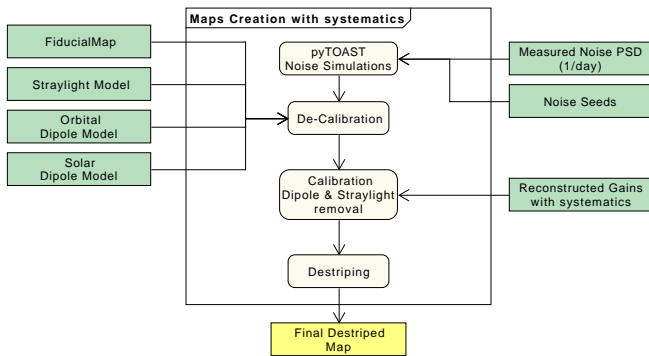 Maps Creation with systematics
FiducialMap
Straylight Model
Orbital
Dipole Model
Solar
Dipole Model
pyTOAST
Noise Simulations
De-Calibration
Calibration
Dipole & Straylight
removal
Destriping
Measured Noise PSD
(1/day)
Noise Seeds
Reconstructed Gains
with systematics
Final Destriped
Map